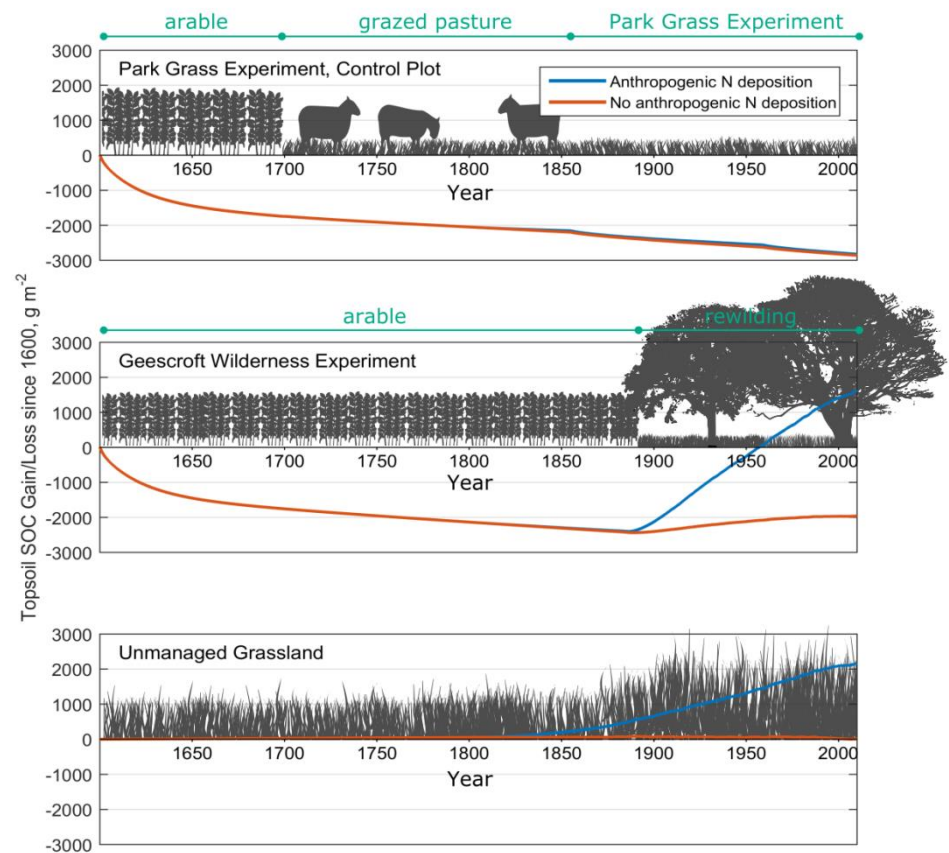 arable grazed pasture Park Grass Experiment
3000
Park Grass Experiment, Control Plot
Anthropogenic N deposition
No anthropogenic N deposition
2000
1000
0
1650 1700 1750 1800 1850 1900 1950 2000
Year
-1000
-2000
-3000
Topsoil SOC Gain/Loss since 1600, g m-2
arable rewilding
3000
Geescroft Wilderness Experiment
2000
1000
0
1650 1700 1750 1800 1850 1900 1950 2000
Year
-1000
-2000
-3000
3000
Unmanaged Grassland
2000
1000
0
1650 1700 1750 1800 1850 1900 1950 2000
Year
-1000
-2000
-3000